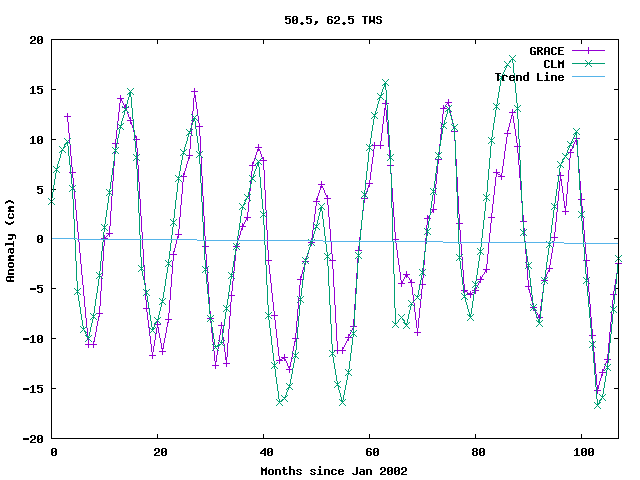 50.5, 62.5 TWS
GRACE
CLM
Trend Line
20
15
10
5
0
-5
-10
-15
-20
Anomaly (cm)
0 20 40 60 80 100
Months since Jan 2002